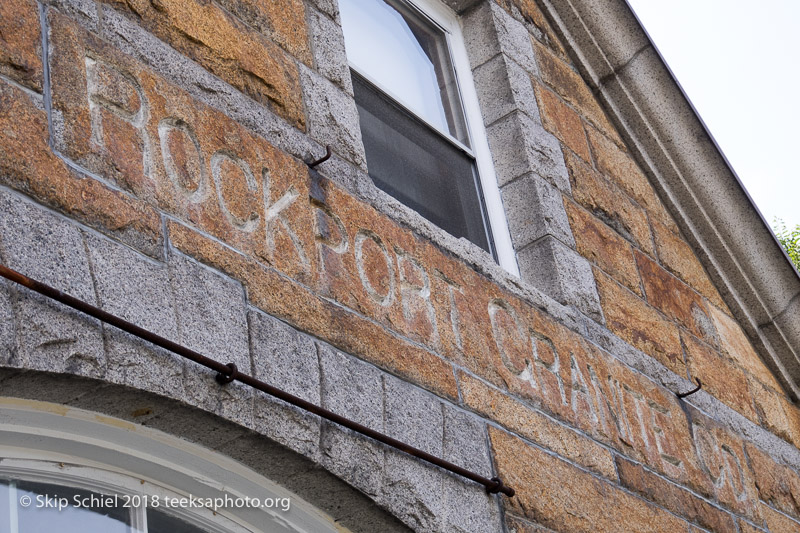 ROCKPORT GRANITE CO
© Skip Schiel 2018 teeksaphoto.org